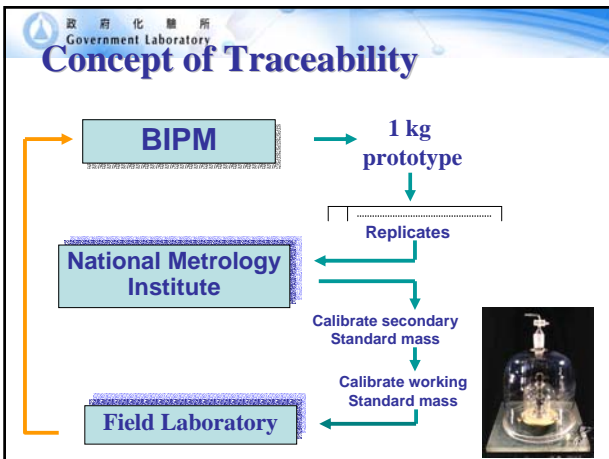 政 府 化 驗 所
Government Laboratory
Concept of Traceability
BIPM
1 kg
prototype
Replicates
National Metrology
Institute
Calibrate secondary
Standard mass
Calibrate working
Standard mass
Field Laboratory